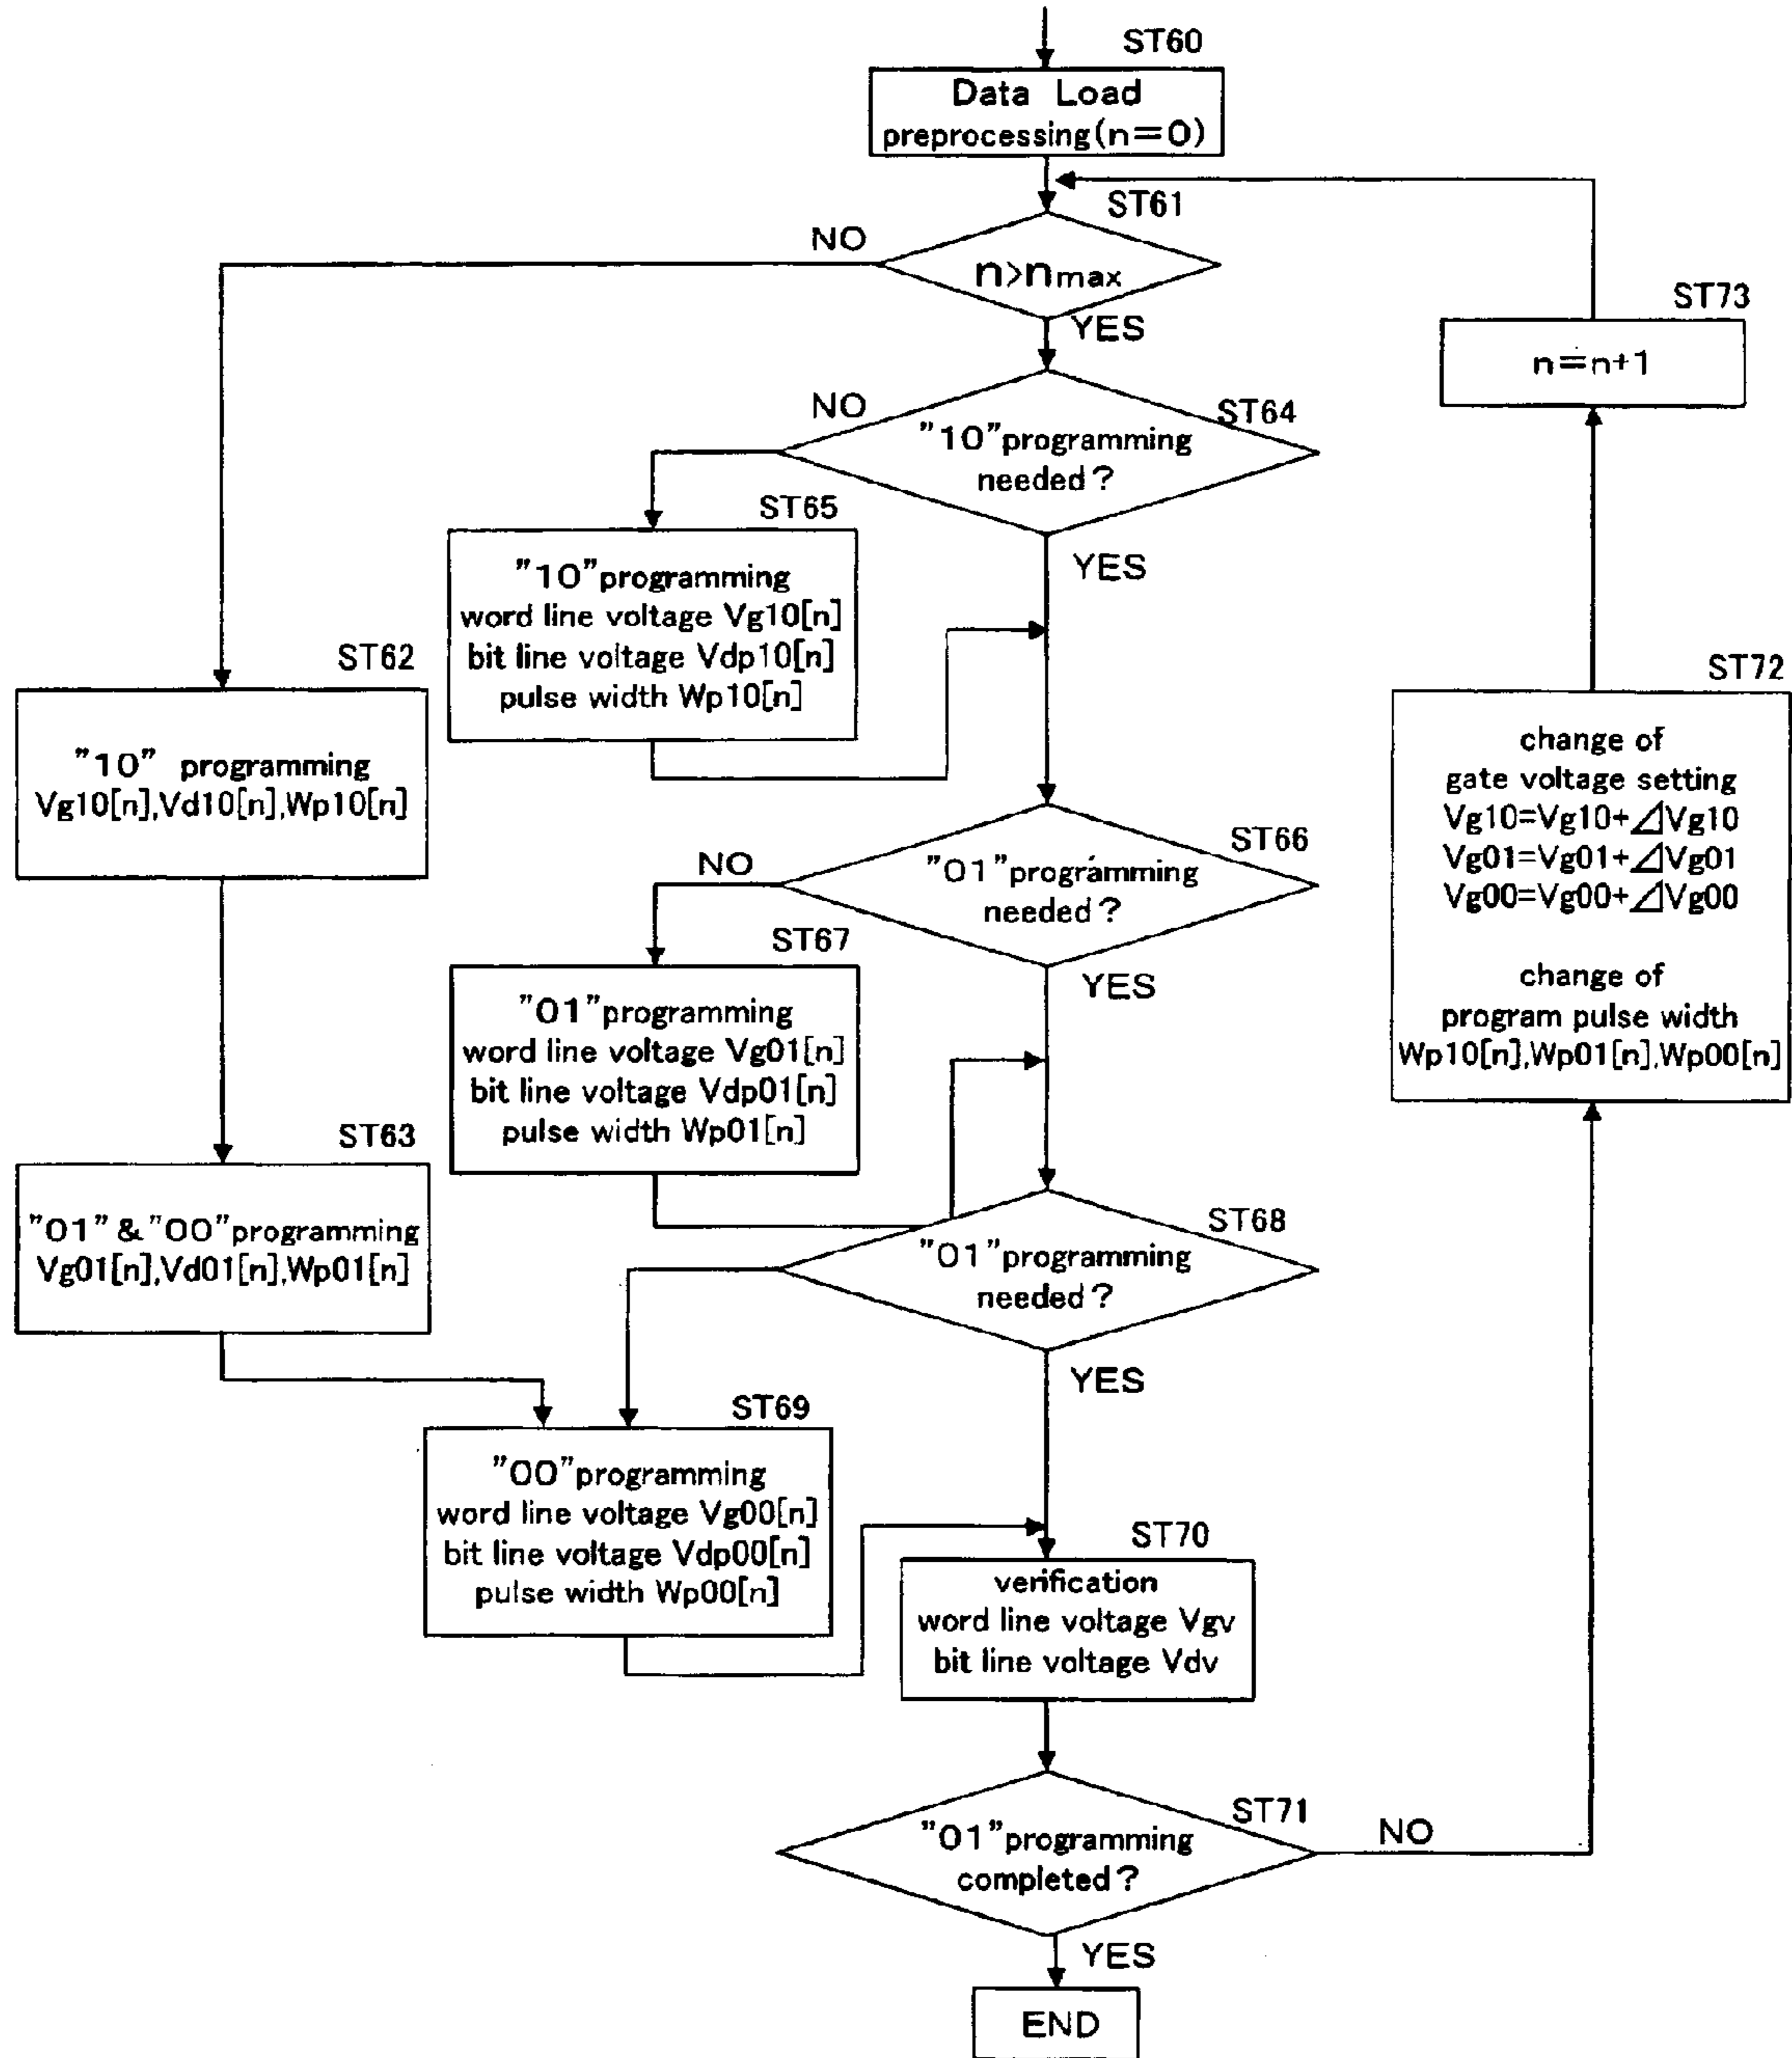 ST60
Data Load
preprocessing(n=0)
ST61
NO
n>nmax
YES
ST73
n=n+1
NO
ST64
"10"programming
needed?
YES
ST65
"10"programming
word line voltage Vg10[n]
bit line voltage Vdp10[n]
pulse width Wp10[n]
ST62
"10" programming
Vg10[n],Vd10[n],Wp10[n]
ST72
change of
gate voltage setting
Vg10=Vg10+⊿Vg10
Vg01=Vg01+⊿Vg01
Vg00=Vg00+⊿Vg00
change of
program pulse width
Wp10[n],Wp01[n],Wp00[n]
ST66
NO
"01"programming
needed?
YES
ST67
"01"programming
word line voltage Vg01[n]
bit line voltage Vdp01[n]
pulse width Wp01[n]
ST63
"01" & "00"programming
Vg01[n],Vd01[n],Wp01[n]
ST68
"01"programming
needed?
YES
ST69
"00"programming
word line voltage Vg00[n]
bit line voltage Vdp00[n]
pulse width Wp00[n]
ST70
verification
word line voltage Vgv
bit line voltage Vdv
ST71
"01"programming
completed?
NO
YES
END